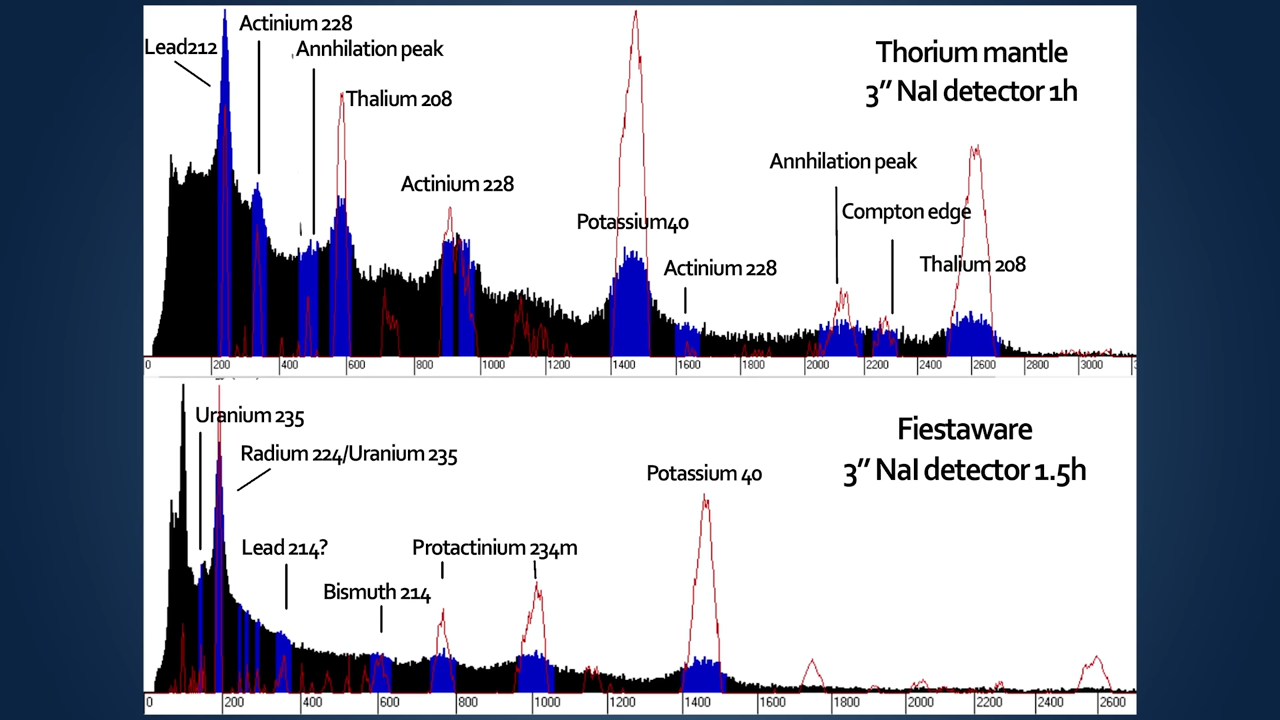 Actinium 228
Lead212
Annhilation peak
Thorium mantle
3” NaI detector 1h
Thalium 208
Annhilation peak
Actinium 228
Compton edge
Potassium40
Actinium 228
Thalium 208
0 200 400 600 800 1000 1200 1400 1600 1800 2000 2200 2400 2600 2800 3000
Uranium 235
Fiestaware
Radium 224/Uranium 235
3” NaI detector 1.5h
Potassium 40
Lead 214?
Protactinium 234m
Bismuth 214
0 200 400 600 800 1000 1200 1400 1600 1800 2000 2200 2400 2600